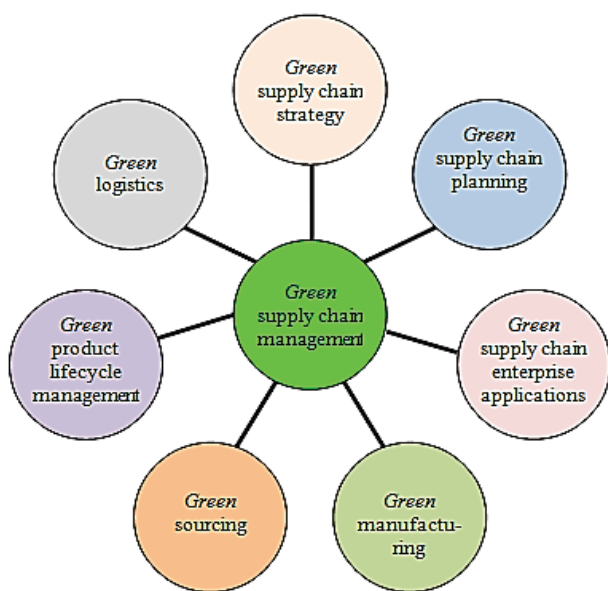 Green
supply chain
strategy
Green
supply chain
planning
Green
logistics
Green
supply chain
management
Green
product
lifecycle
management
Green
supply chain
enterprise
applications
Green
sourcing
Green
manufactu-
ring